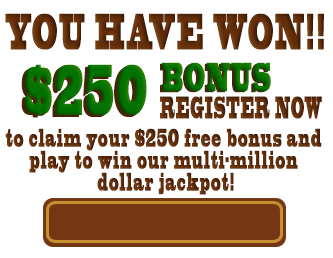 YOU HAVE WON!!
$250 BONUS
REGISTER NOW
to claim your $250 free bonus and
play to win our multi-million
dollar jackpot!